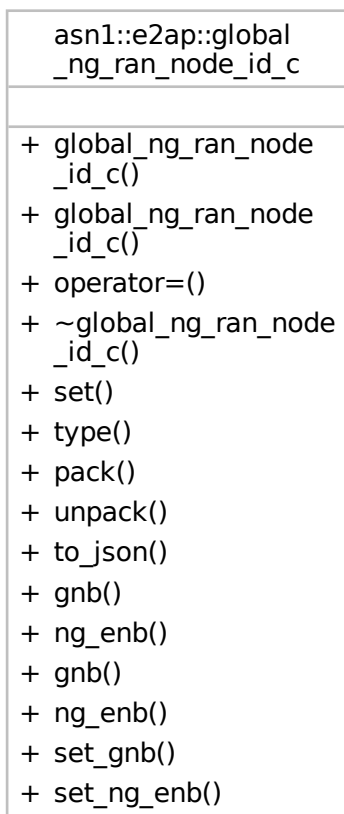 asn1::e2ap::global
_ng_ran_node_id_c
+ global_ng_ran_node
_id_c()
+ global_ng_ran_node
_id_c()
+ operator=()
+ ~global_ng_ran_node
_id_c()
+ set()
+ type()
+ pack()
+ unpack()
+ to_json()
+ gnb()
+ ng_enb()
+ gnb()
+ ng_enb()
+ set_gnb()
+ set_ng_enb()